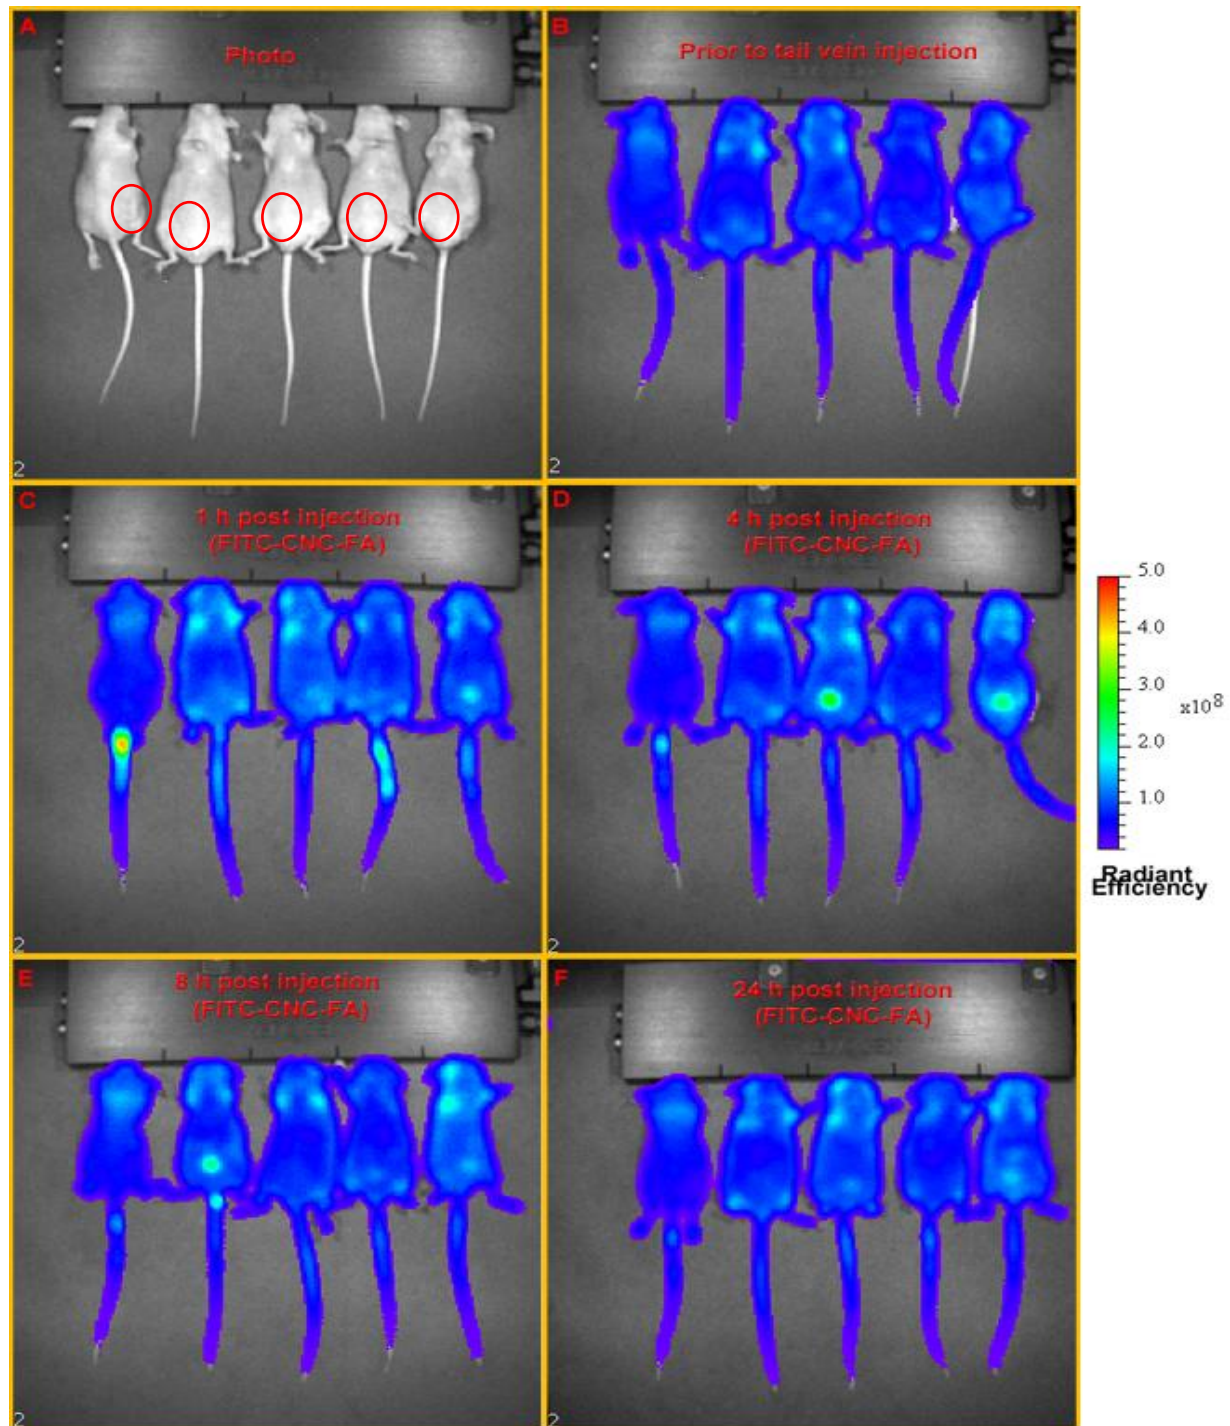 A
Photo
2
B
Prior to tail vein injection
2
C
1 h post injection
(FITC-CNC-FA)
2
D
4 h post injection
(FITC-CNC-FA)
2
5.0
4.0
3.0
x10⁸
2.0
1.0
Radiant
Efficiency
E
8 h post injection
(FITC-CNC-FA)
2
F
24 h post injection
(FITC-CNC-FA)
2